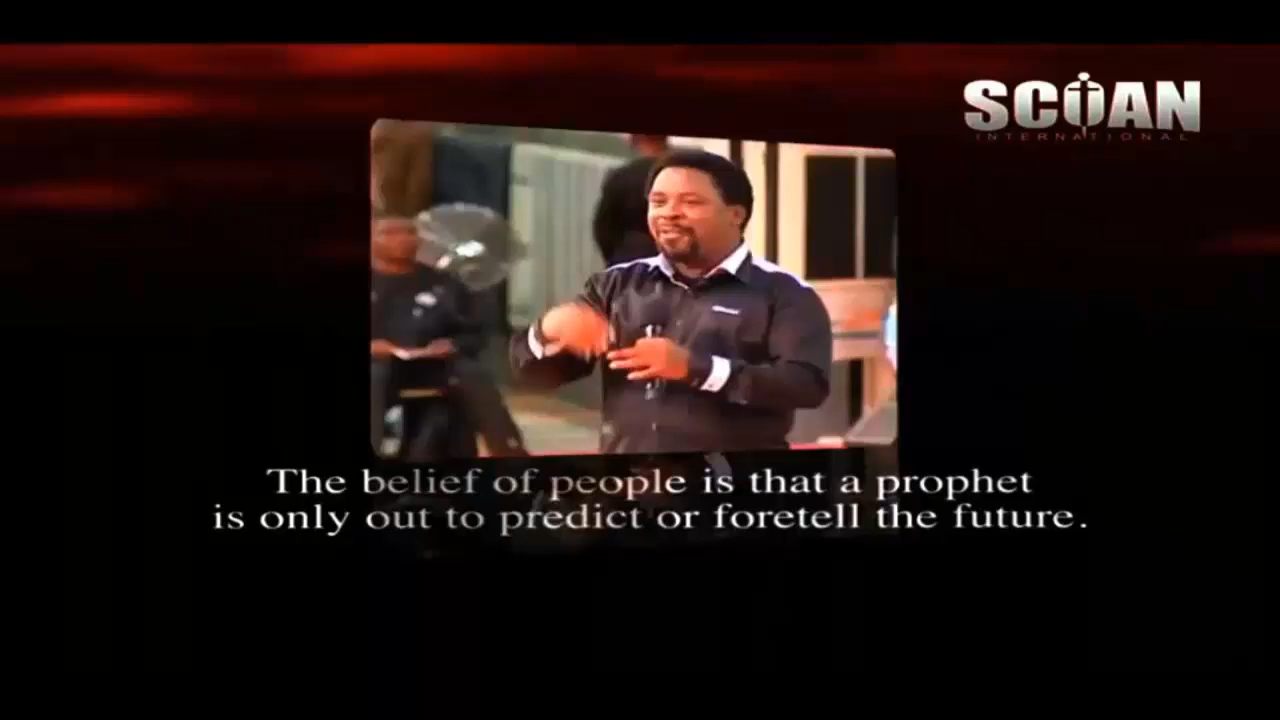 SCOAN
INTERNATIONAL
The belief of people is that a prophet
is only out to predict or foretell the future.